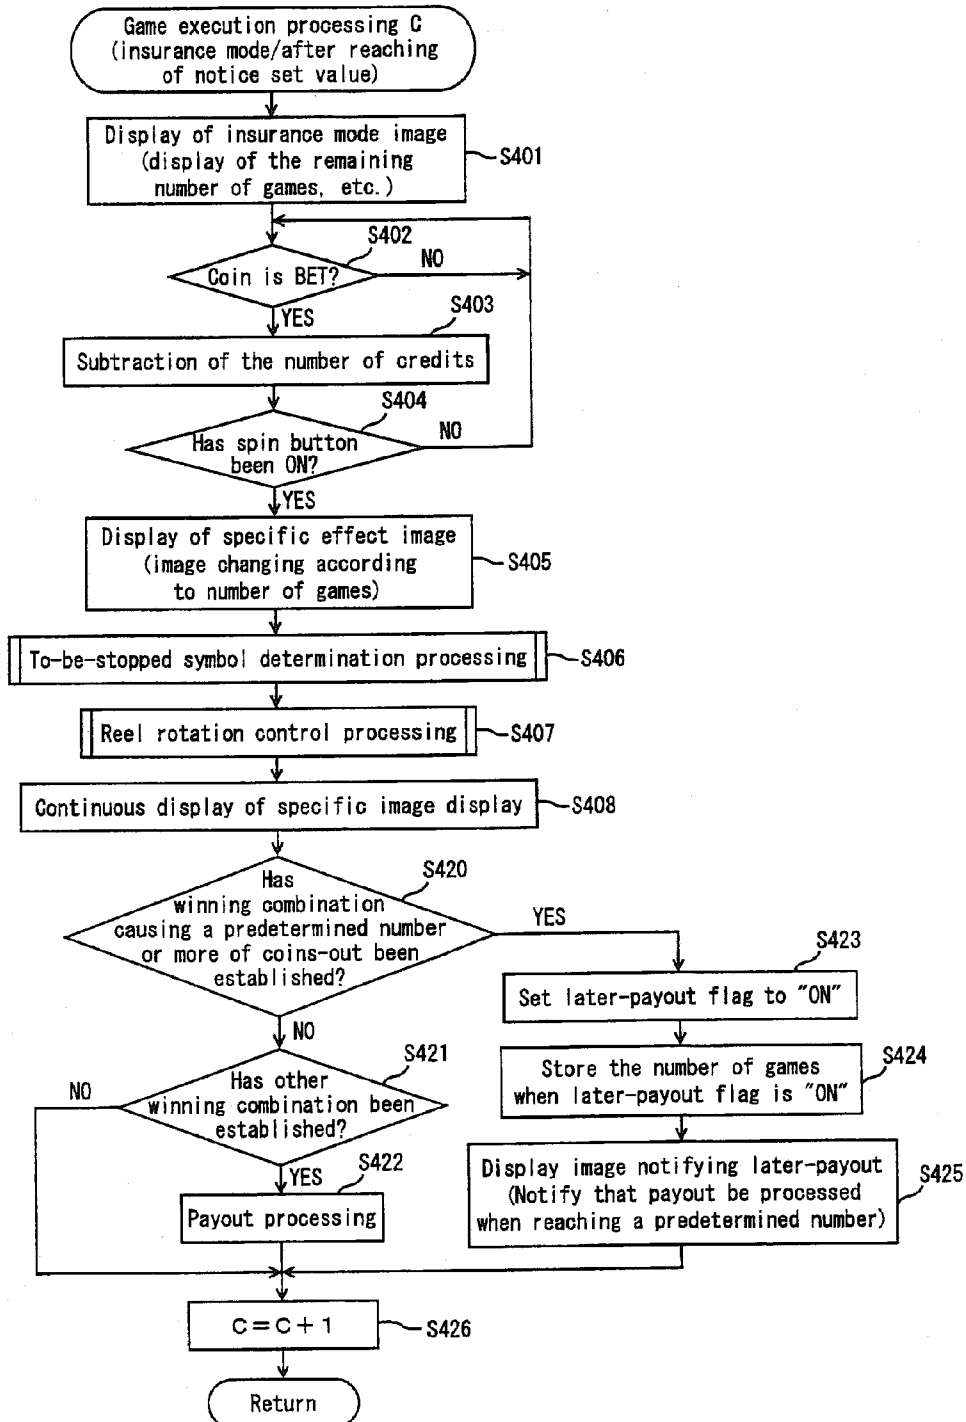 Game execution processing C
(insurance mode/after reaching
of notice set value)
Display of insurance mode image
(display of the remaining
number of games, etc.)
S401
S402
Coin is BET?
NO
YES
S403
Subtraction of the number of credits
S404
Has spin button
been ON?
NO
YES
Display of specific effect image
(image changing according
to number of games)
S405
To-be-stopped symbol determination processing
S406
Reel rotation control processing
S407
Continuous display of specific image display
S408
S420
Has
winning combination
causing a predetermined number
or more of coins-out been
established?
YES
NO
S423
Set later-payout flag to "ON"
S424
Store the number of games
when later-payout flag is "ON"
S421
Has other
winning combination been
established?
NO
YES
S422
Payout processing
S425
Display image notifying later-payout
(Notify that payout be processed
when reaching a predetermined number)
C=C+1
S426
Return